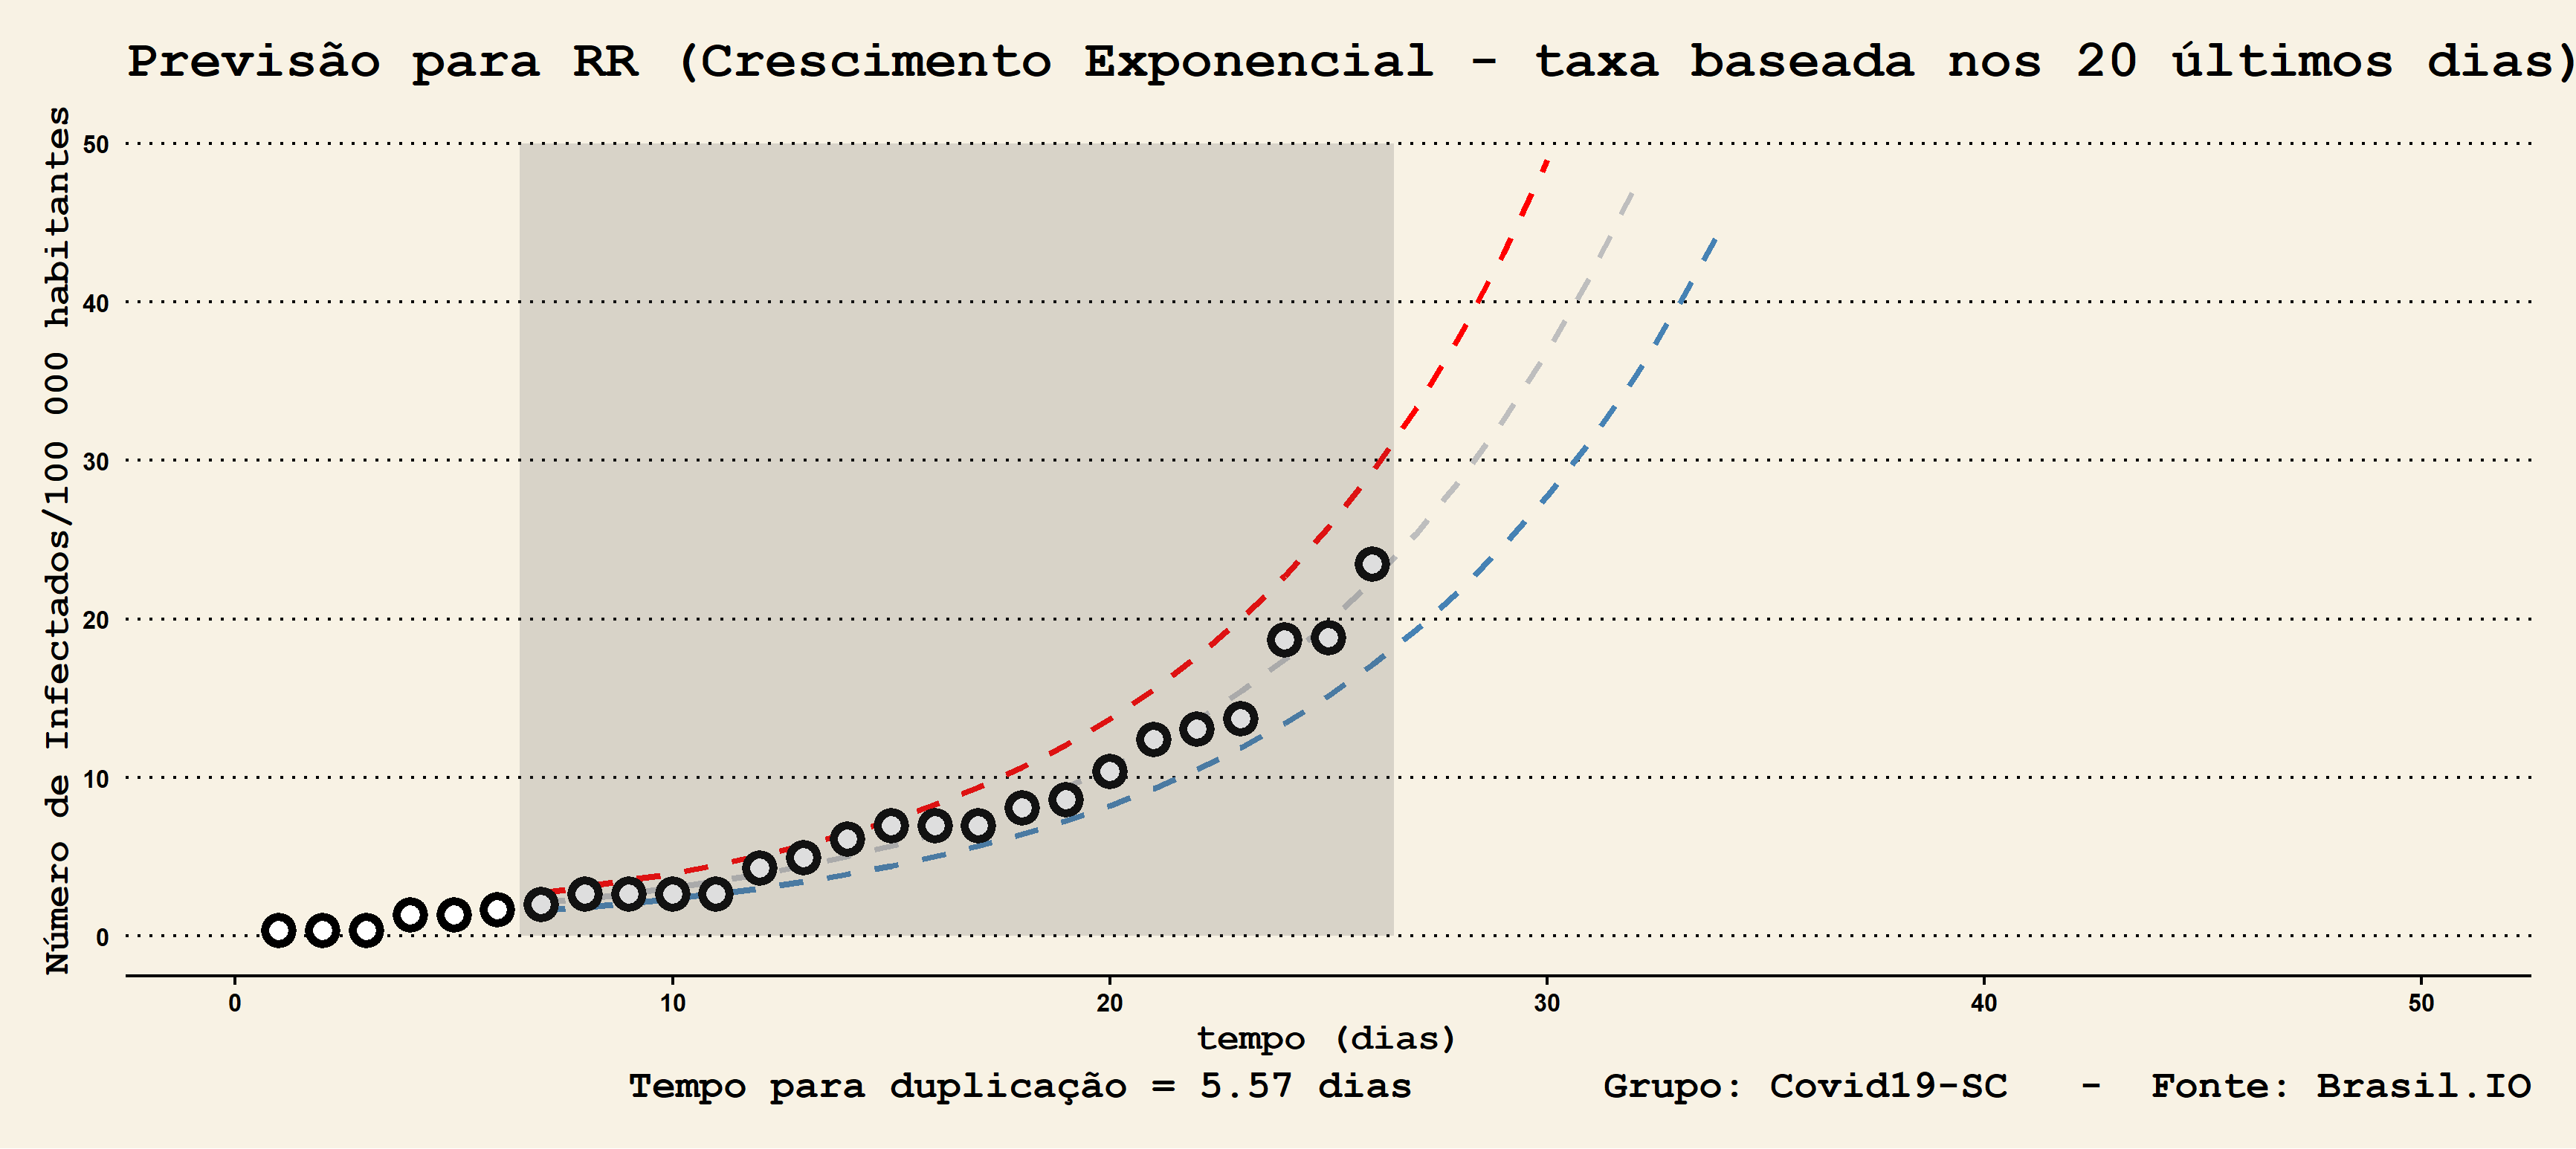 Previsão para RR (Crescimento Exponencial - taxa baseada nos 20 últimos dias)
Número de Infectados/100 000 habitantes
50
40
30
20
10
0
0 10 20 30 40 50
tempo (dias)
Tempo para duplicação = 5.57 dias Grupo: Covid19-SC - Fonte: Brasil.IO